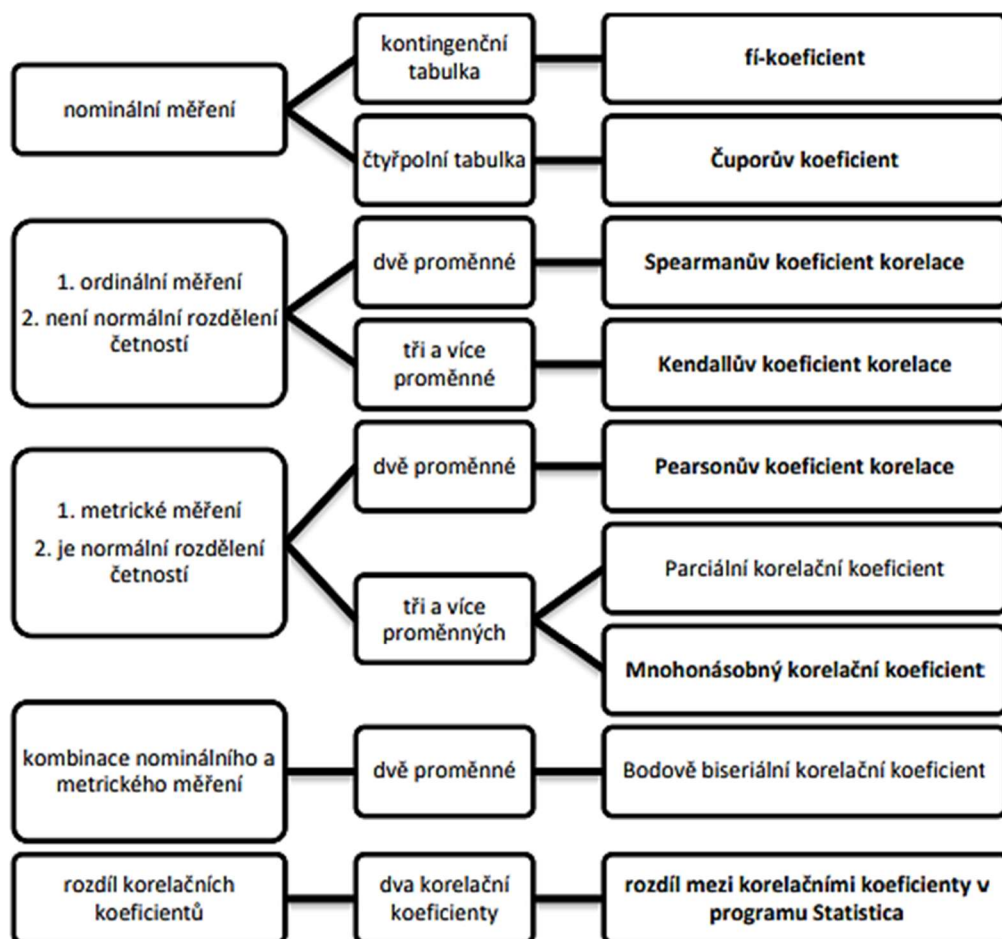 nominální měření
kontingenční
tabulka
fí-koeficient
čtyřpolní tabulka
Čuporův koeficient
1. ordinální měření
2. není normální rozdělení
četností
dvě proměnné
Spearmanův koeficient korelace
tři a více
proměnné
Kendallův koeficient korelace
1. metrické měření
2. je normální rozdělení
četností
dvě proměnné
Pearsonův koeficient korelace
tři a více
proměnných
Parciální korelační koeficient
Mnohonásobný korelační koeficient
kombinace nominálního a
metrického měření
dvě proměnné
Bodově biseriální korelační koeficient
rozdíl korelačních
koeficientů
dva korelační
koeficienty
rozdíl mezi korelačními koeficienty v
programu Statistica